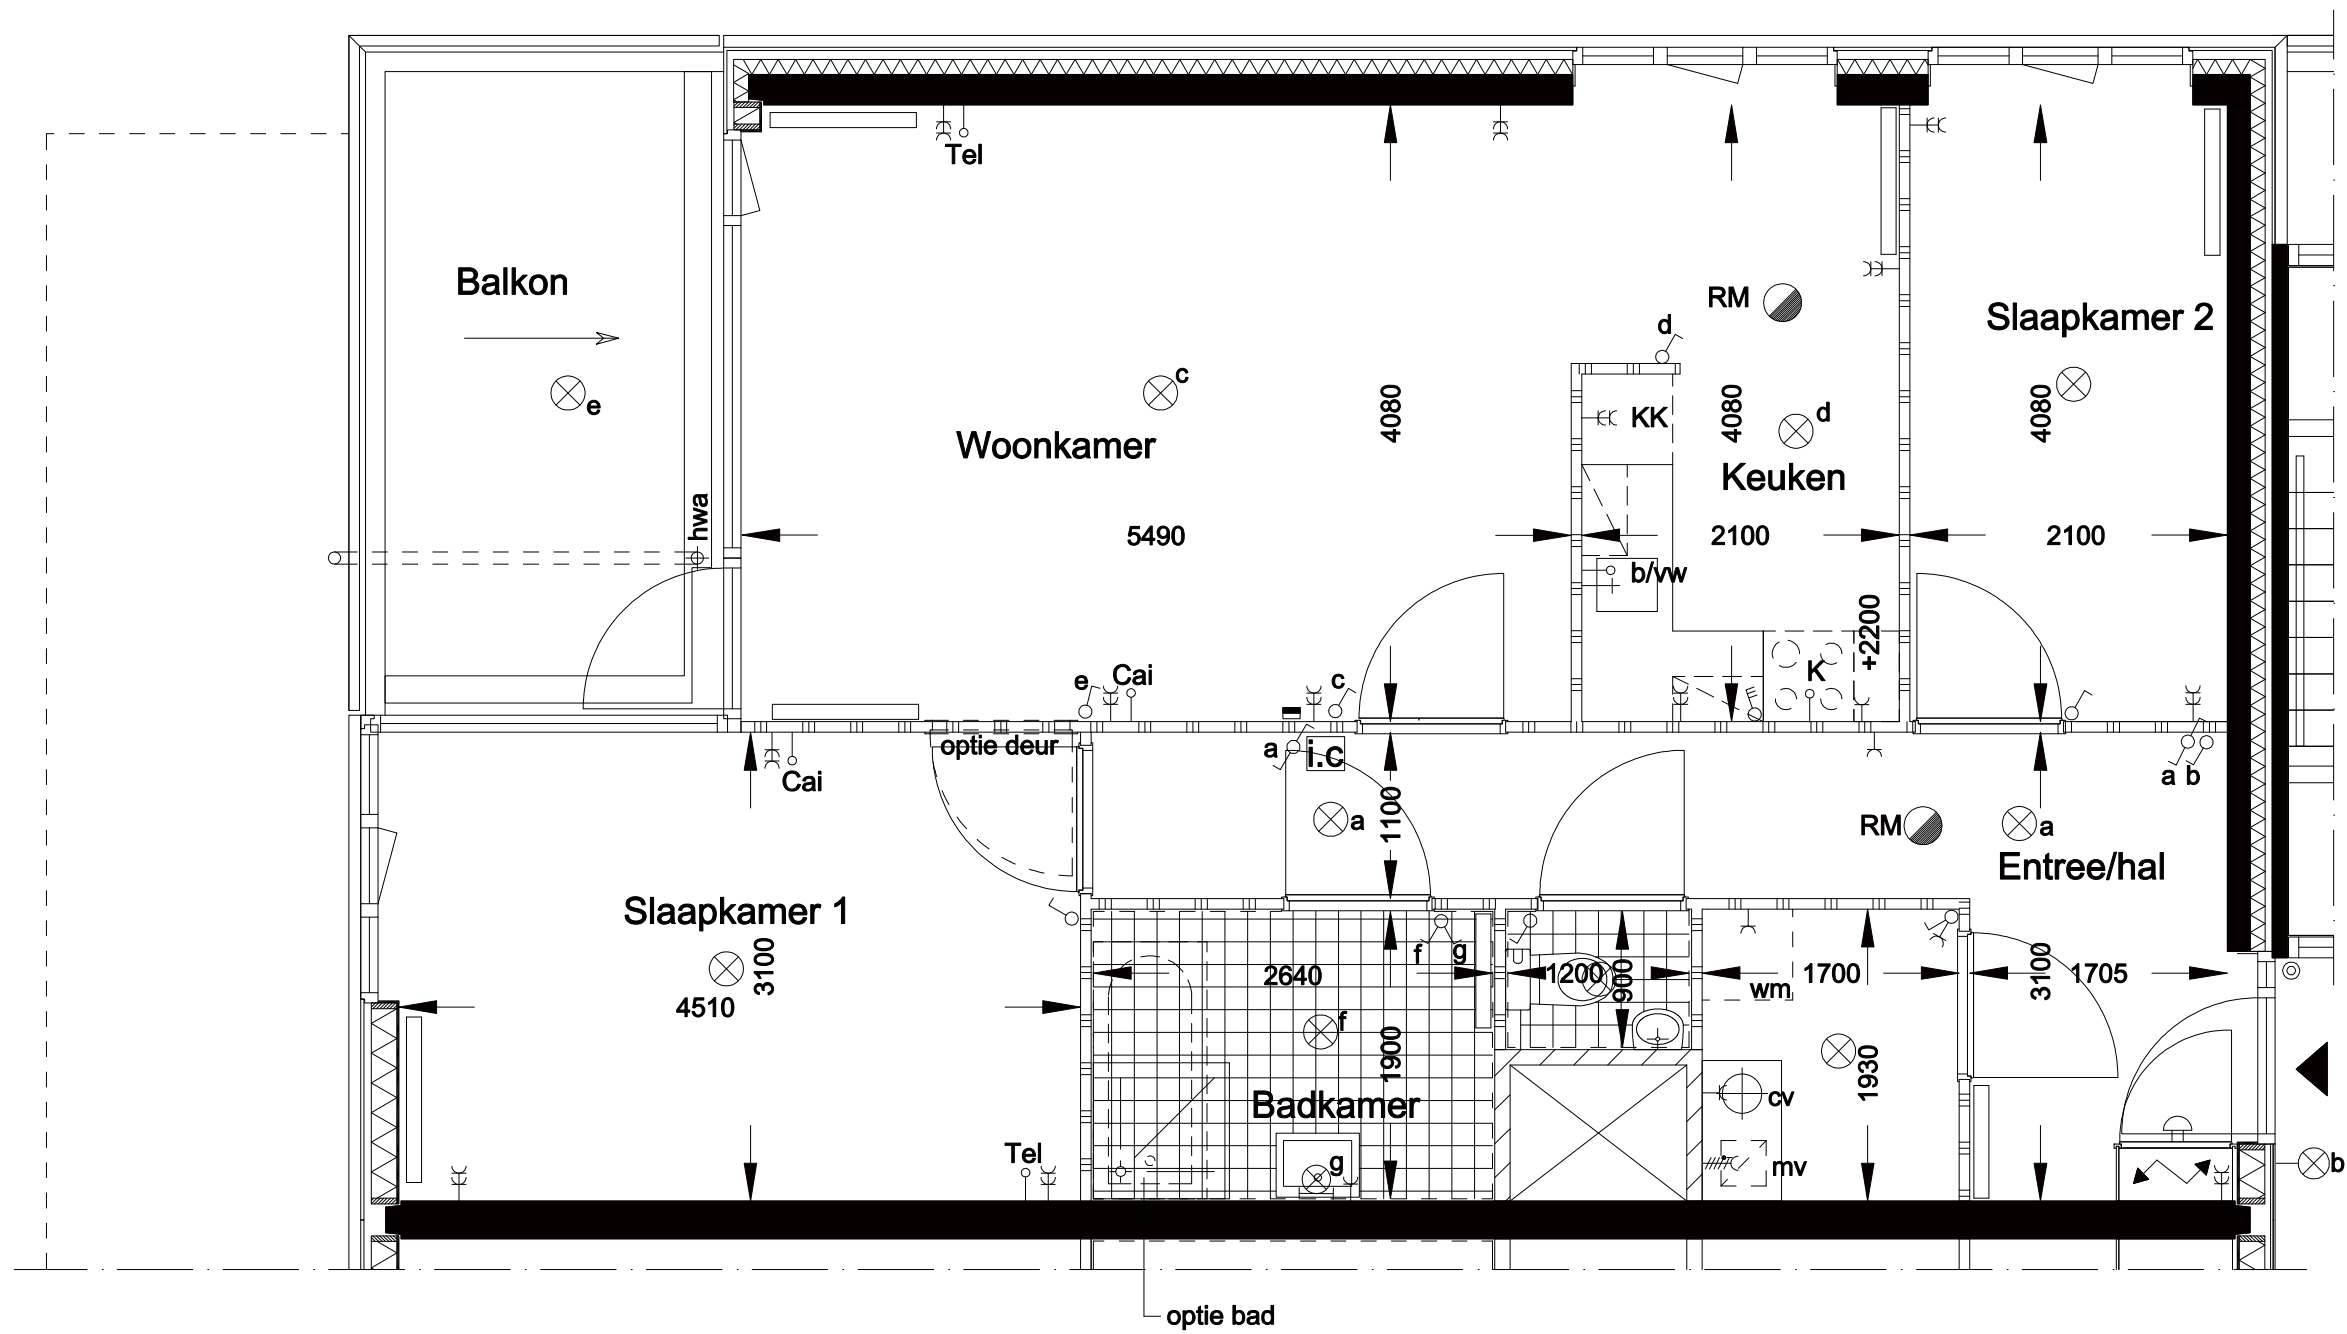 Tel
Balkon
RM
Slaapkamer 2
d
c
e
4080
KK
4080
d
4080
Woonkamer
Keuken
hwa
5490
2100
2100
b/vw
+2200
K
e
Cai
c
optie deur
a
i.c
a b
Cai
1100
a
RM
a
Entree/hal
Slaapkamer 1
f
g
3100
2640
1200
900
1700
3100
1705
wm
4510
f
1900
1930
Badkamer
cv
Tel
g
mv
b
optie bad